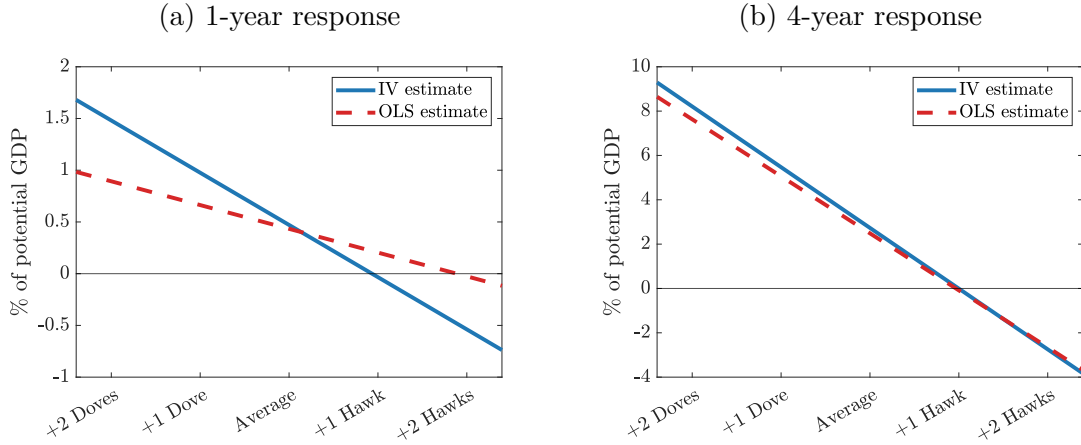 (a) 1-year response
% of potential GDP
2
1.5
1
0.5
0
-0.5
-1
IV estimate
OLS estimate
+2 Doves
+1 Dove
Average
+1 Hawk
+2 Hawks
(b) 4-year response
% of potential GDP
10
8
6
4
2
0
-2
-4
IV estimate
OLS estimate
+2 Doves
+1 Dove
Average
+1 Hawk
+2 Hawks